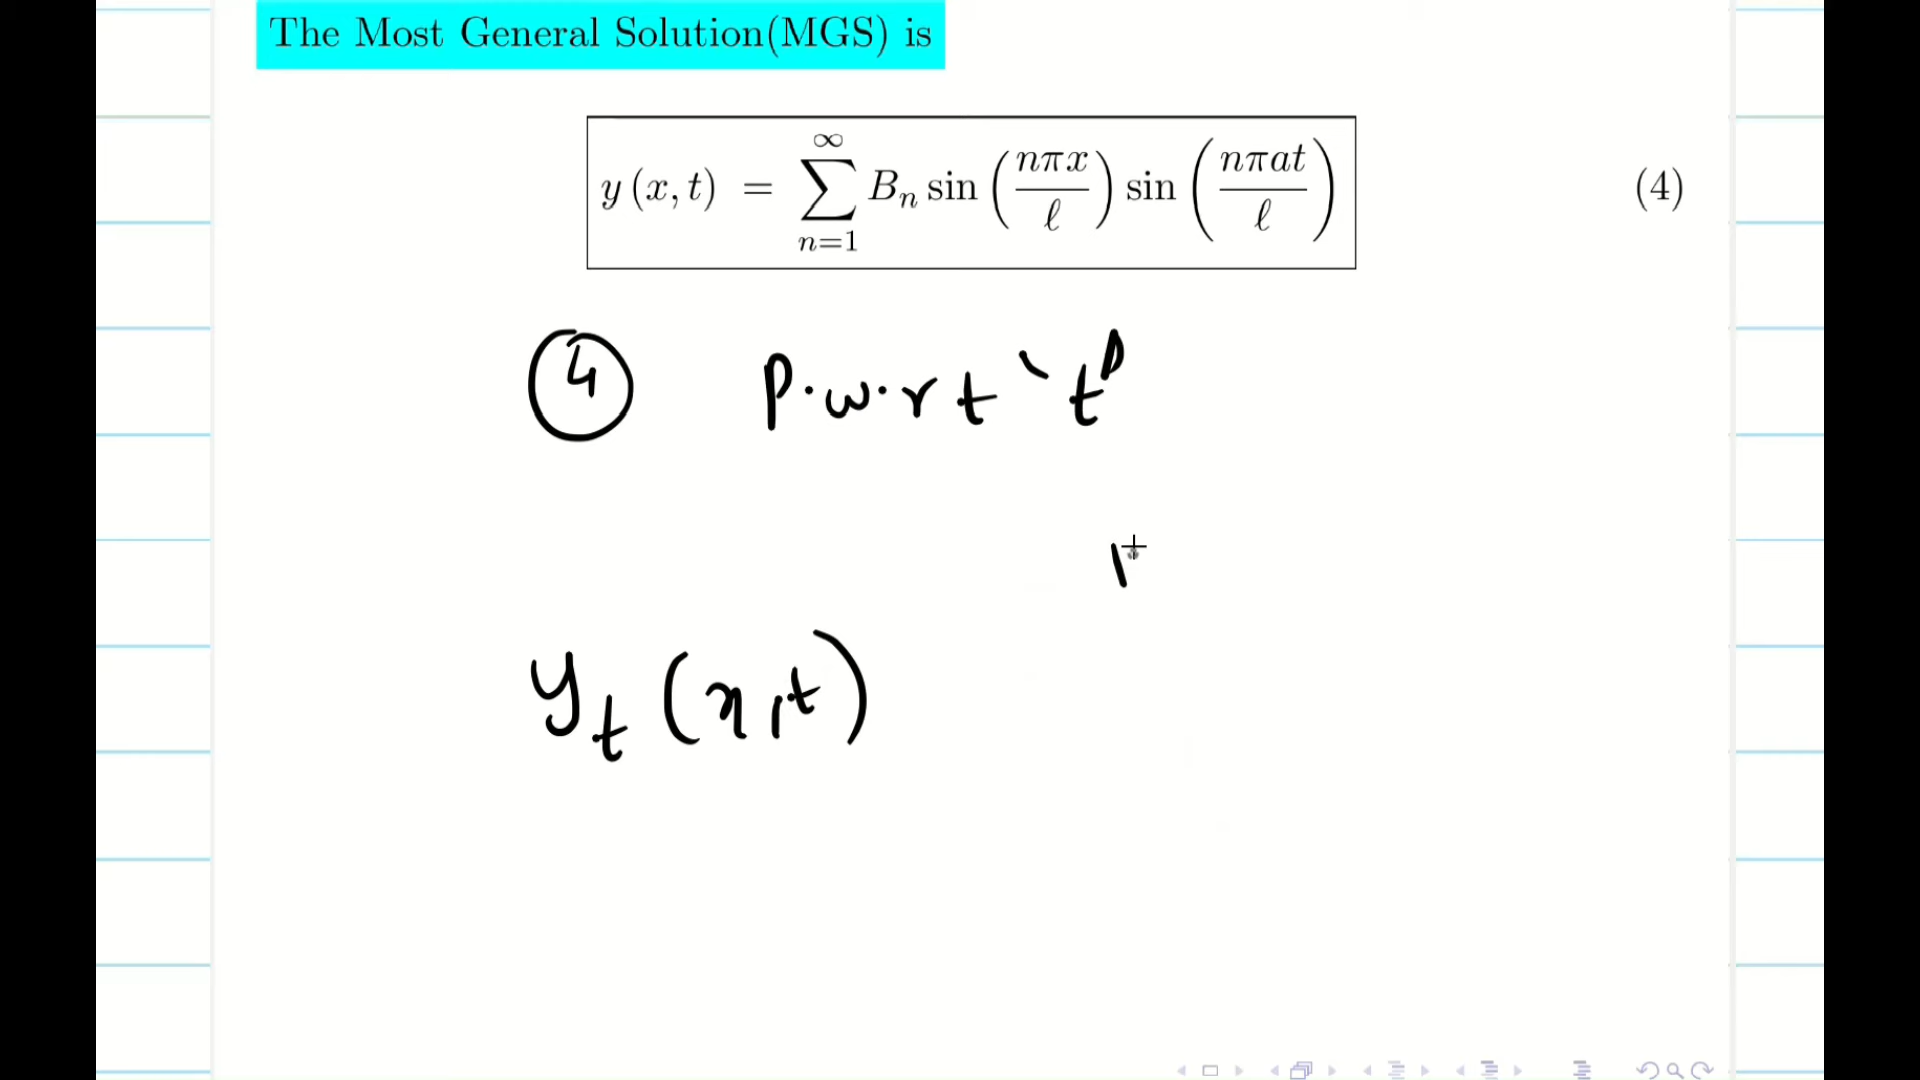 The Most General Solution(MGS) is
y (x, t) = ∑_{n=1}^{∞} B_n sin (nπx/ℓ) sin (nπat/ℓ) (4)
4 p.w.r t 't'
y_t (x,t)